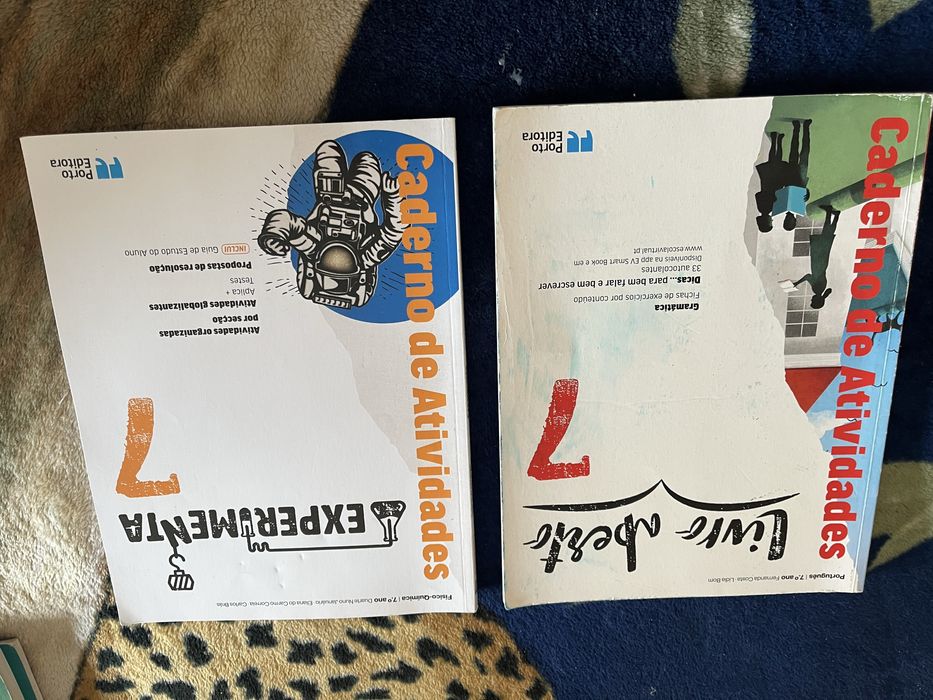 Físico-Química | 7.º ano Duarte Nuno Januário · Eliana do Carmo Correia · Carlos Brás
EXPERIMENTA
7
Caderno de Atividades
Atividades organizadas
por secção
Atividades globalizantes
Aplica +
Testes
Propostas de resolução
INCLUI Guia de Estudo do Aluno
Porto
Editora
Português | 7.º ano Fernanda Costa · Lídia Bom
Livro aberto
7
Caderno de Atividades
Gramática
Fichas de exercícios por conteúdo
Dicas... para bem falar e bem escrever
33 autocolantes
Disponíveis na app EV Smart Book e em
www.escolavirtual.pt
Porto
Editora